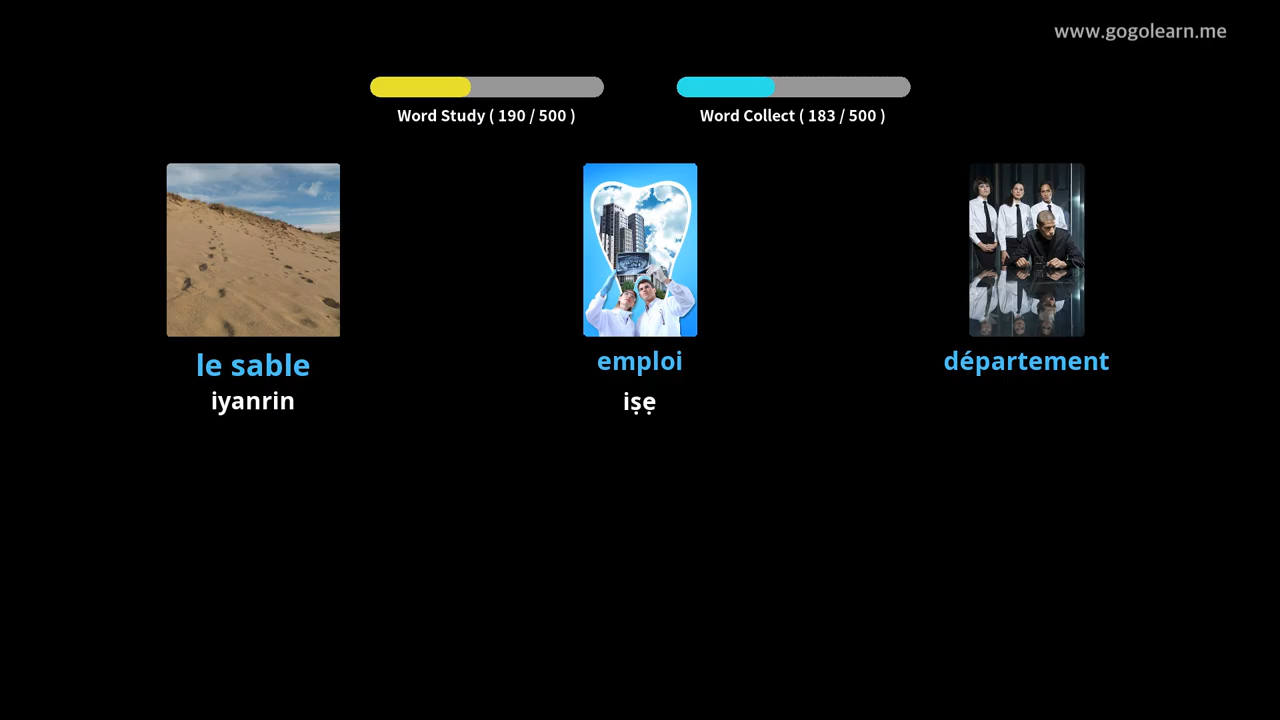 www.gogolearn.me
Word Study ( 190 / 500 )
Word Collect ( 183 / 500 )
le sable
iyanrin
emploi
iṣẹ
département